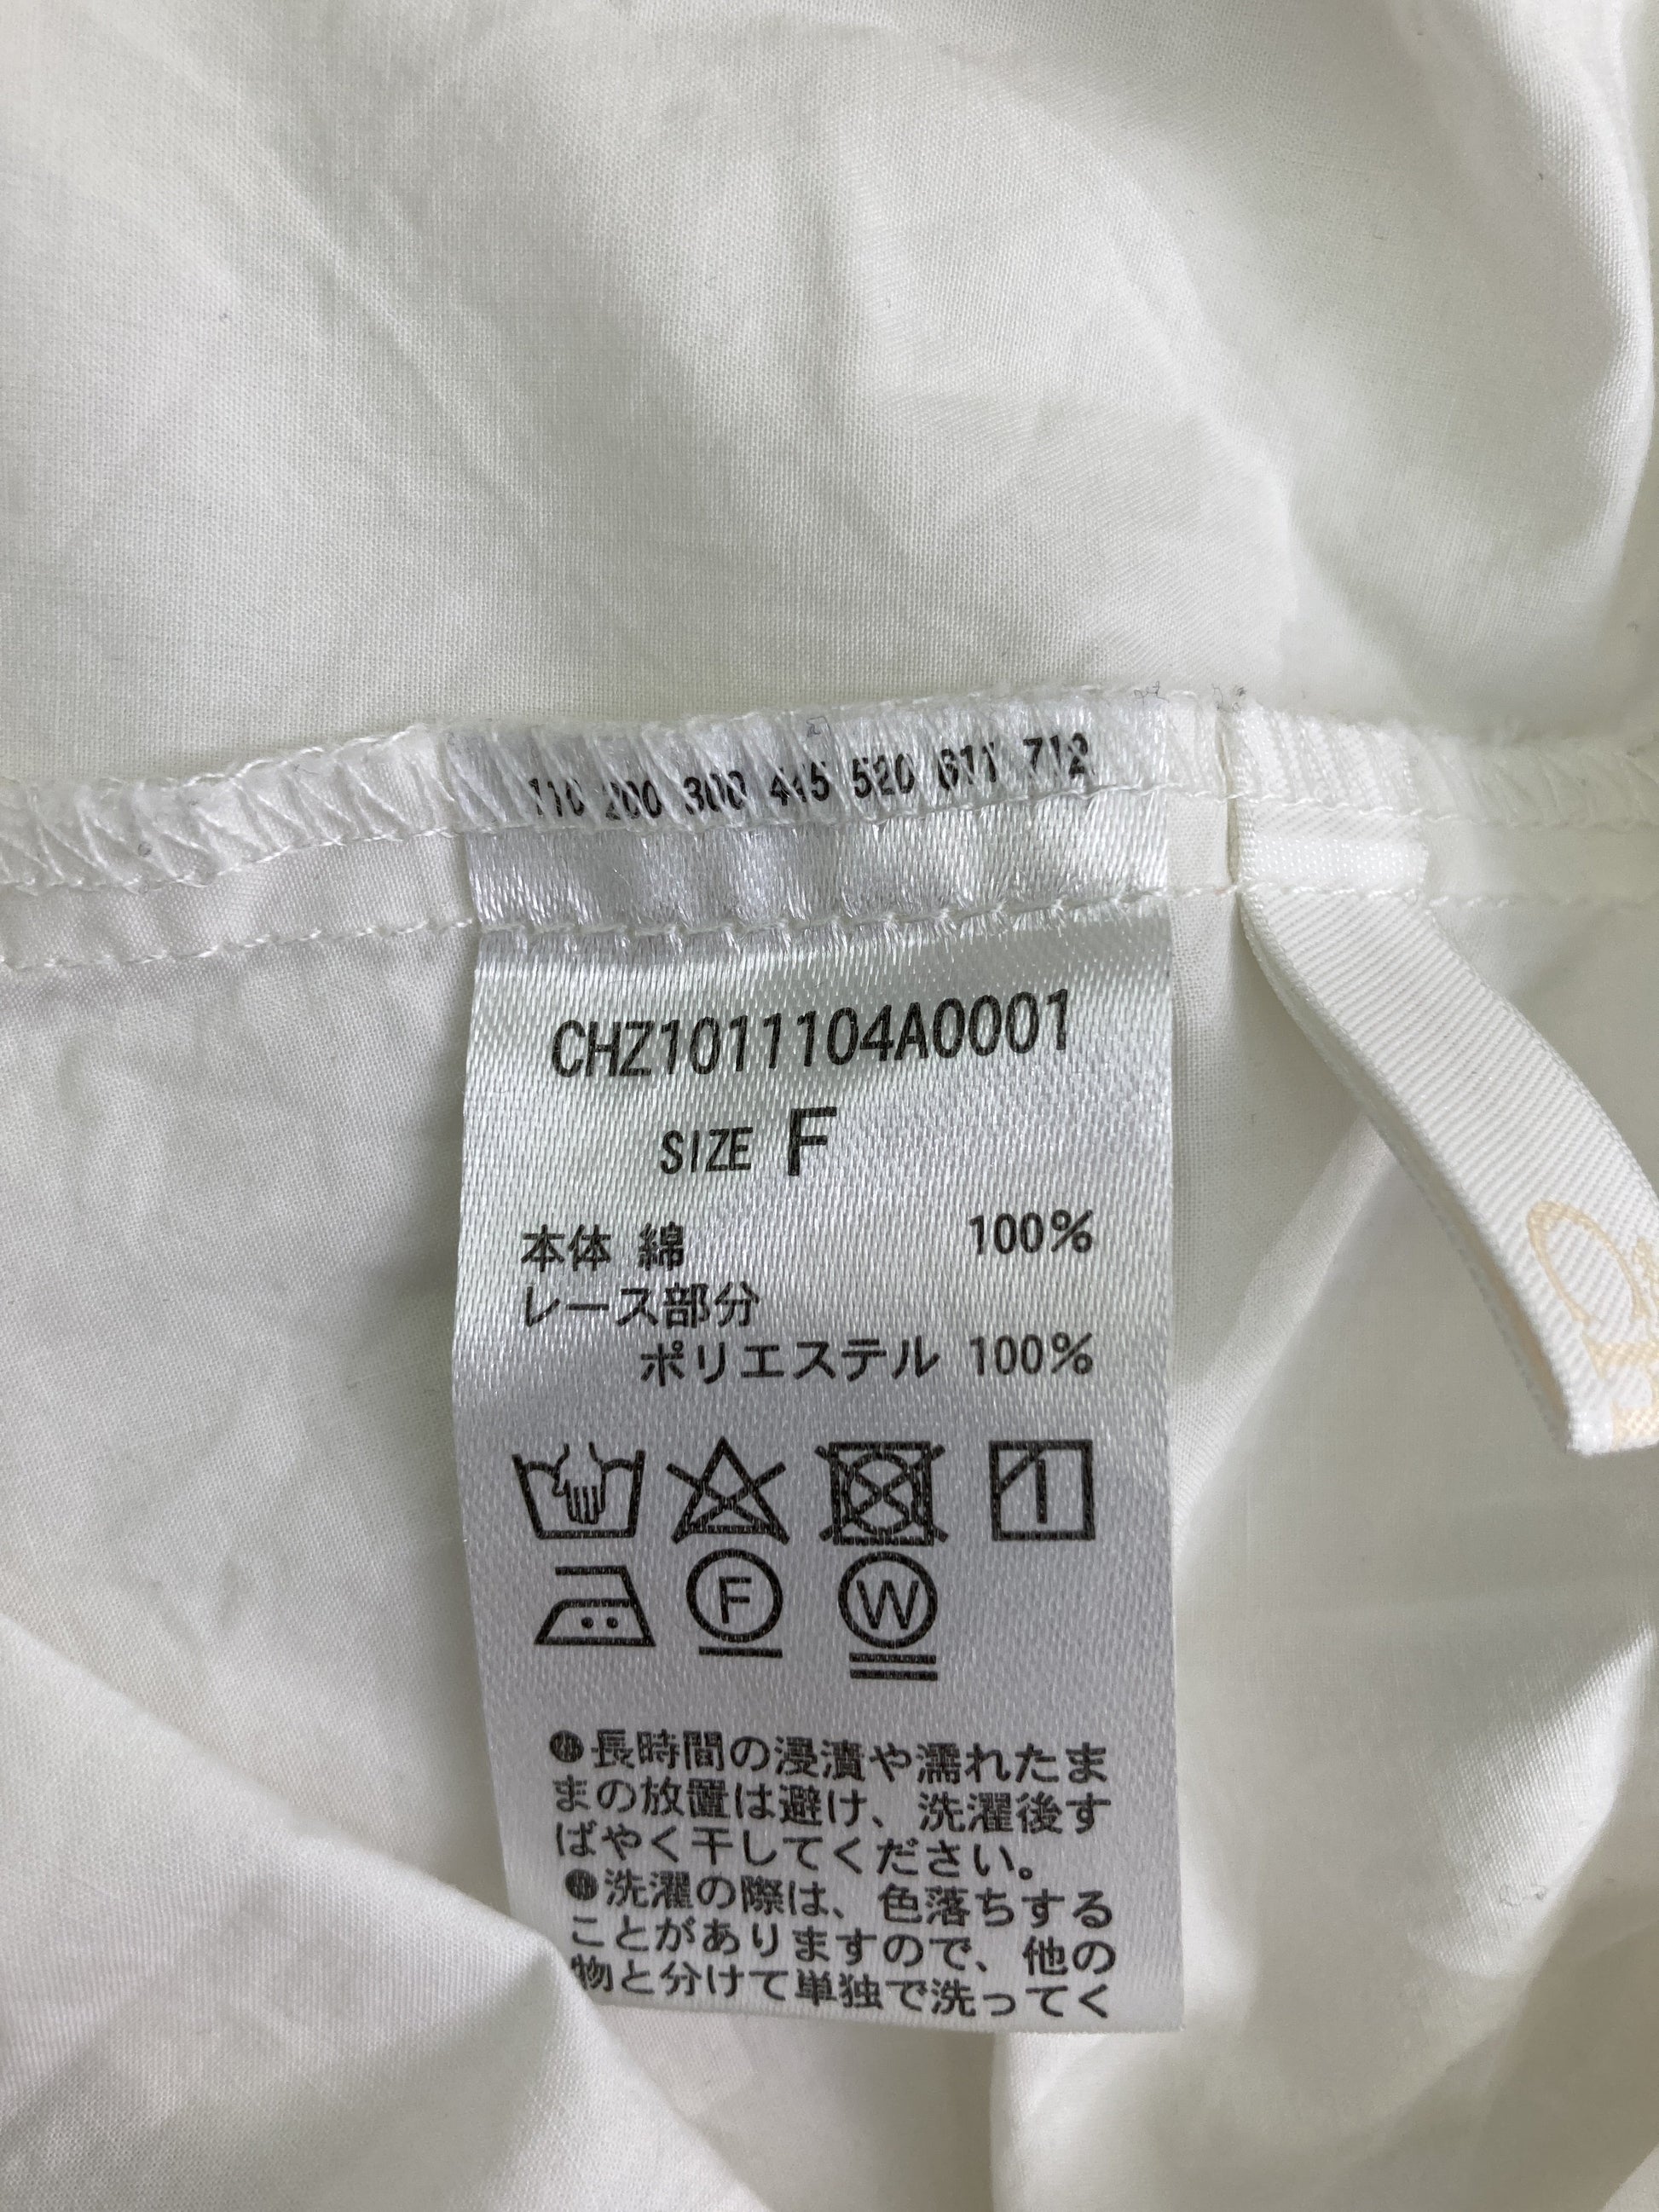 110 200 300 445 520 611 712
CHZ1011104A0001
SIZE F
本体 綿 100%
レース部分
ポリエステル 100%
F W
●長時間の浸漬や濡れたま
まの放置は避け、洗濯後す
ばやく干してください。
●洗濯の際は、色落ちする
ことがありますので、他の
物と分けて単独で洗ってく